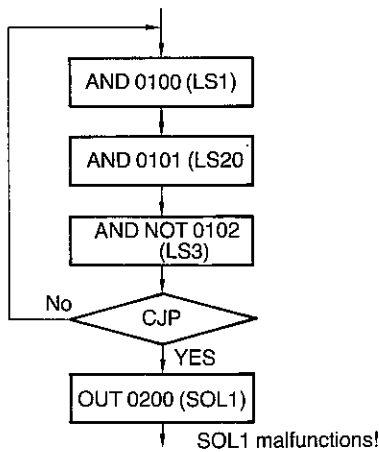 AND 0100 (LS1)
AND 0101 (LS20
AND NOT 0102
(LS3)
No
CJP
YES
OUT 0200 (SOL1)
SOL1 malfunctions!